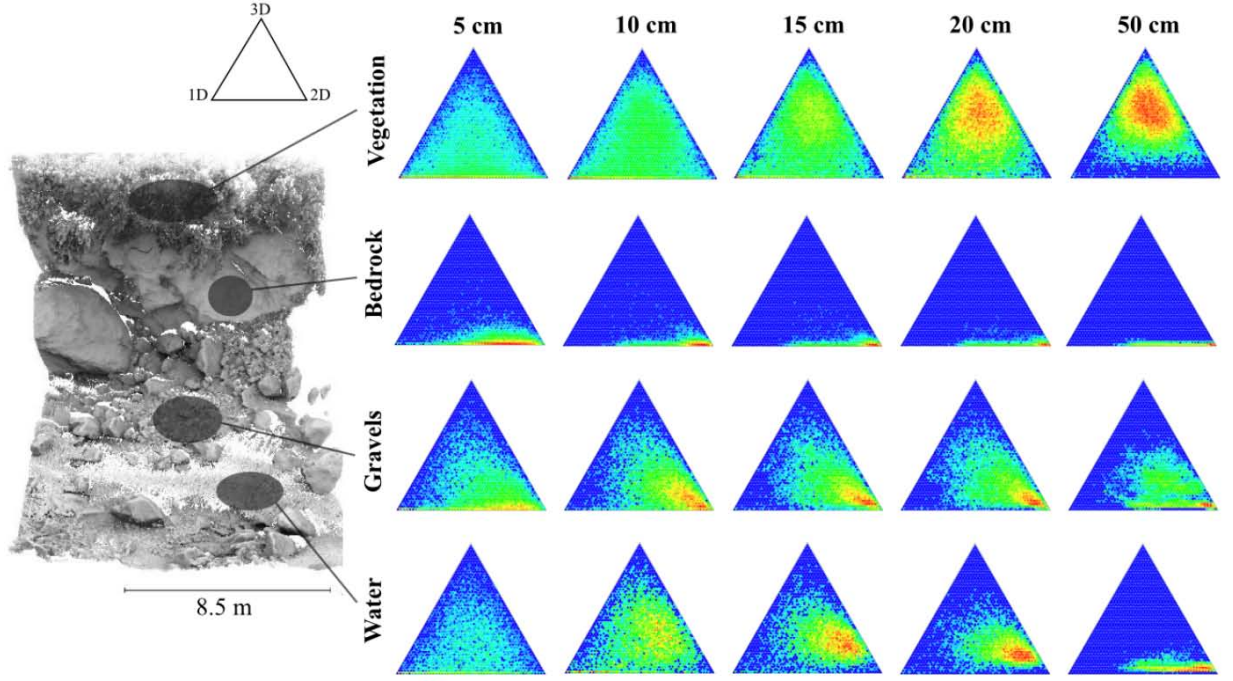 3D
1D 2D
5 cm 10 cm 15 cm 20 cm 50 cm
Vegetation
Bedrock
Gravels
Water
8.5 m